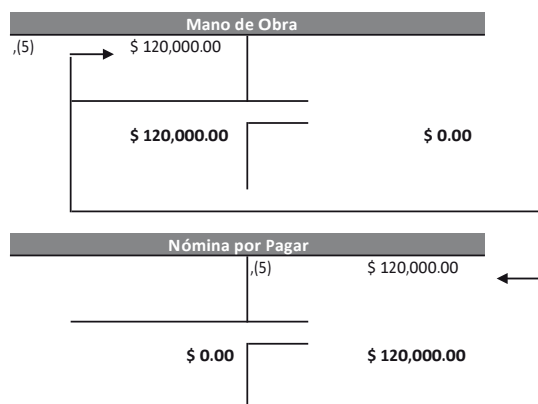 Mano de Obra
,(5) $ 120,000.00
$ 120,000.00 $ 0.00
Nómina por Pagar
,(5) $ 120,000.00
$ 0.00 $ 120,000.00